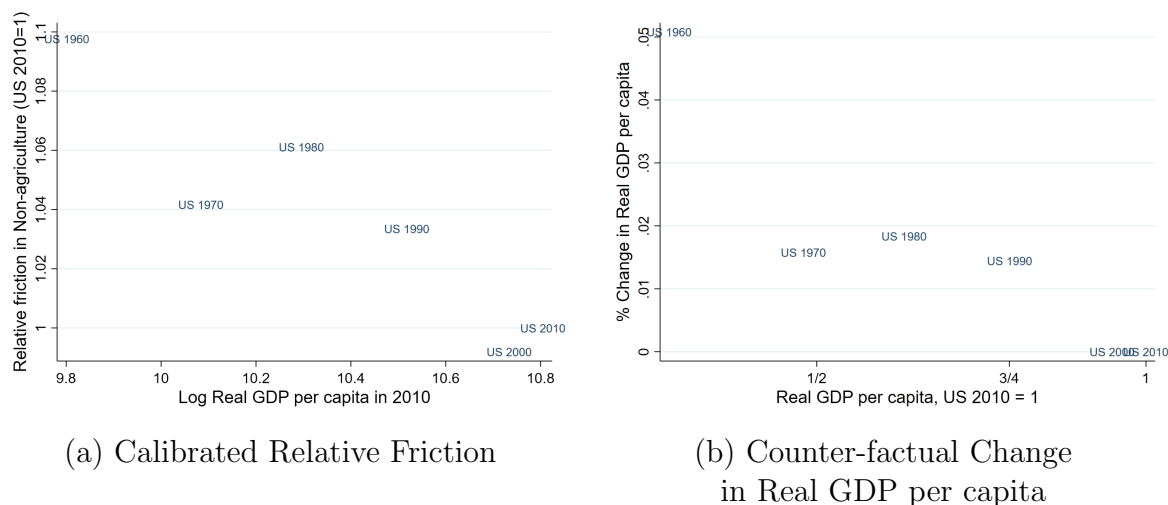 Relative friction in Non-agriculture (US 2010=1)
1.1
1.08
1.06
1.04
1.02
1
US 1960
US 1980
US 1970
US 1990
US 2010
US 2000
9.8 10 10.2 10.4 10.6 10.8
Log Real GDP per capita in 2010
(a) Calibrated Relative Friction
% Change in Real GDP per capita
.05
.04
.03
.02
.01
0
US 1960
US 1980
US 1970
US 1990
US 2000
US 2010
1/2 3/4 1
Real GDP per capita, US 2010 = 1
(b) Counter-factual Change
in Real GDP per capita